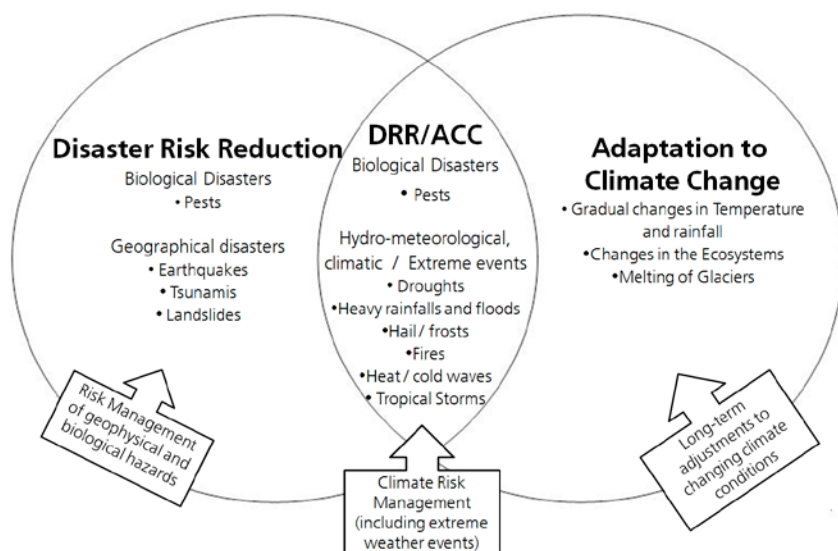 Disaster Risk Reduction
Biological Disasters
• Pests
Geographical disasters
• Earthquakes
• Tsunamis
• Landslides
DRR/ACC
Biological Disasters
• Pests
Hydro-meteorological,
climatic / Extreme events
• Droughts
•Heavy rainfalls and floods
•Hail / frosts
•Fires
•Heat / cold waves
• Tropical Storms
Adaptation to
Climate Change
• Gradual changes in Temperature
and rainfall
•Changes in the Ecosystems
•Melting of Glaciers
Risk Management
of geophysical and
biological hazards
Climate Risk
Management
(including extreme
weather events)
Long-term
adjustments to
changing climate
conditions